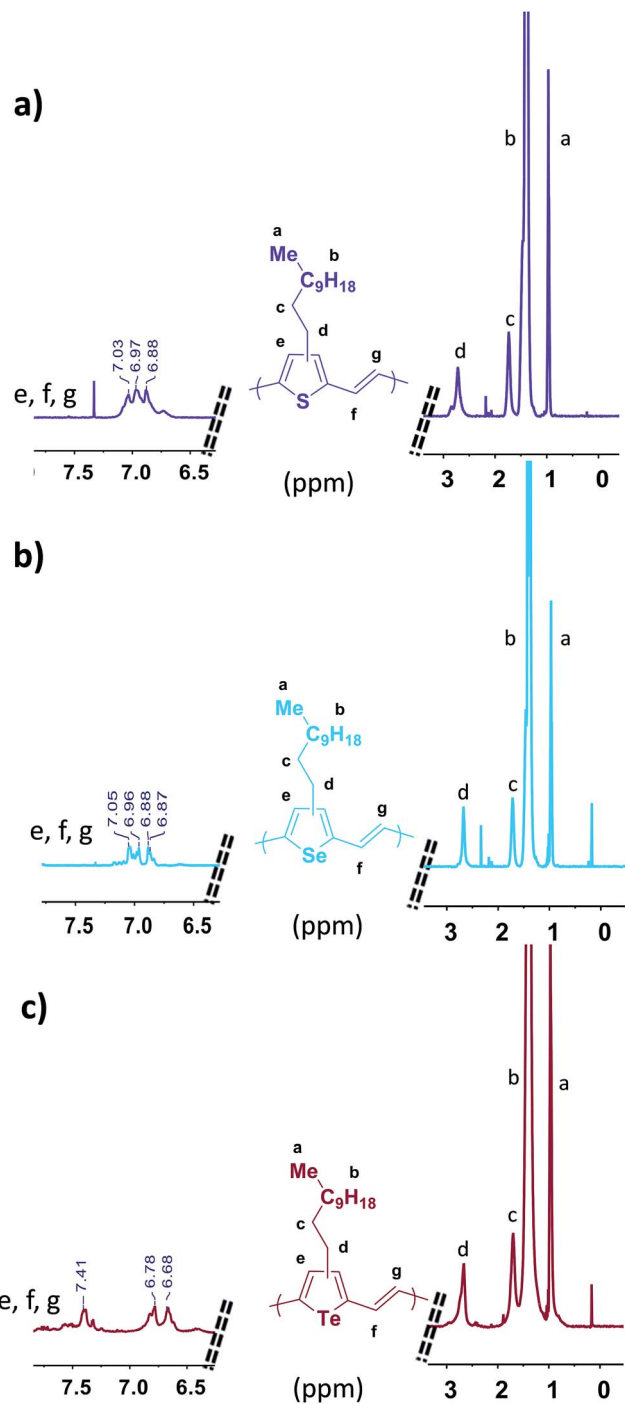 a)
b
a
a
Me
b
C9H18
c
d
c
d
e
g
7.03
6.97
6.88
e, f, g
S
f
7.5
7.0
6.5
3
2
1
0
(ppm)
b)
b
a
a
Me
b
C9H18
c
d
c
d
e
g
7.05
6.96
6.88
6.87
e, f, g
Se
f
7.5
7.0
6.5
3
2
1
0
(ppm)
c)
b
a
a
Me
b
C9H18
c
d
c
d
e
g
7.41
6.78
6.68
e, f, g
Te
f
7.5
7.0
6.5
3
2
1
0
(ppm)